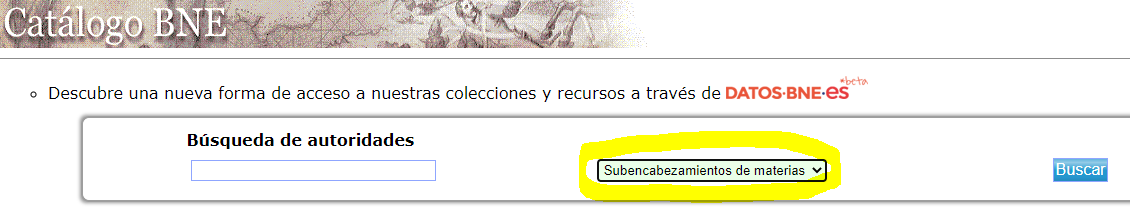 Catálogo BNE
Descubre una nueva forma de acceso a nuestras colecciones y recursos a través de DATOS·BNE·es *beta
Búsqueda de autoridades
Subencabezamientos de materias
Buscar